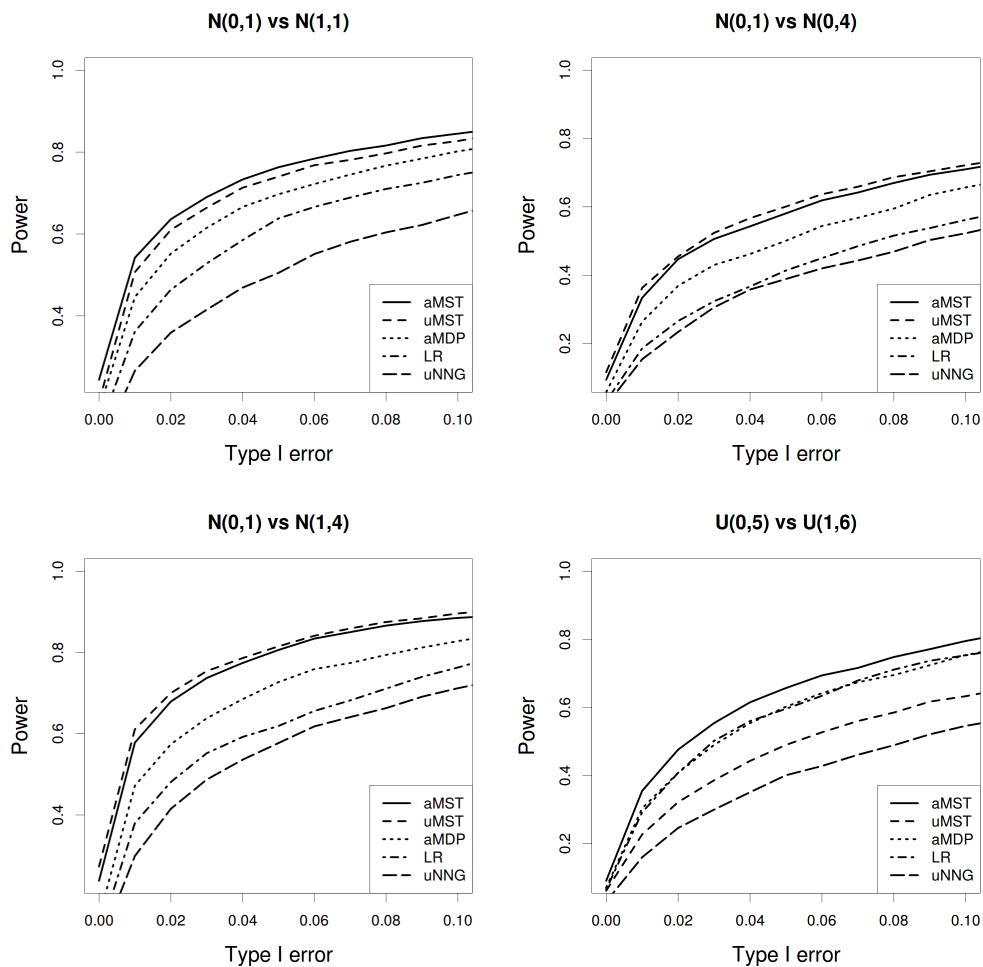 N(0,1) vs N(1,1)
Power
1.0
0.8
0.6
0.4
aMST
uMST
aMDP
LR
uNNG
0.00 0.02 0.04 0.06 0.08 0.10
Type I error
N(0,1) vs N(0,4)
Power
1.0
0.8
0.6
0.4
0.2
aMST
uMST
aMDP
LR
uNNG
0.00 0.02 0.04 0.06 0.08 0.10
Type I error
N(0,1) vs N(1,4)
Power
1.0
0.8
0.6
0.4
aMST
uMST
aMDP
LR
uNNG
0.00 0.02 0.04 0.06 0.08 0.10
Type I error
U(0,5) vs U(1,6)
Power
1.0
0.8
0.6
0.4
0.2
aMST
uMST
aMDP
LR
uNNG
0.00 0.02 0.04 0.06 0.08 0.10
Type I error